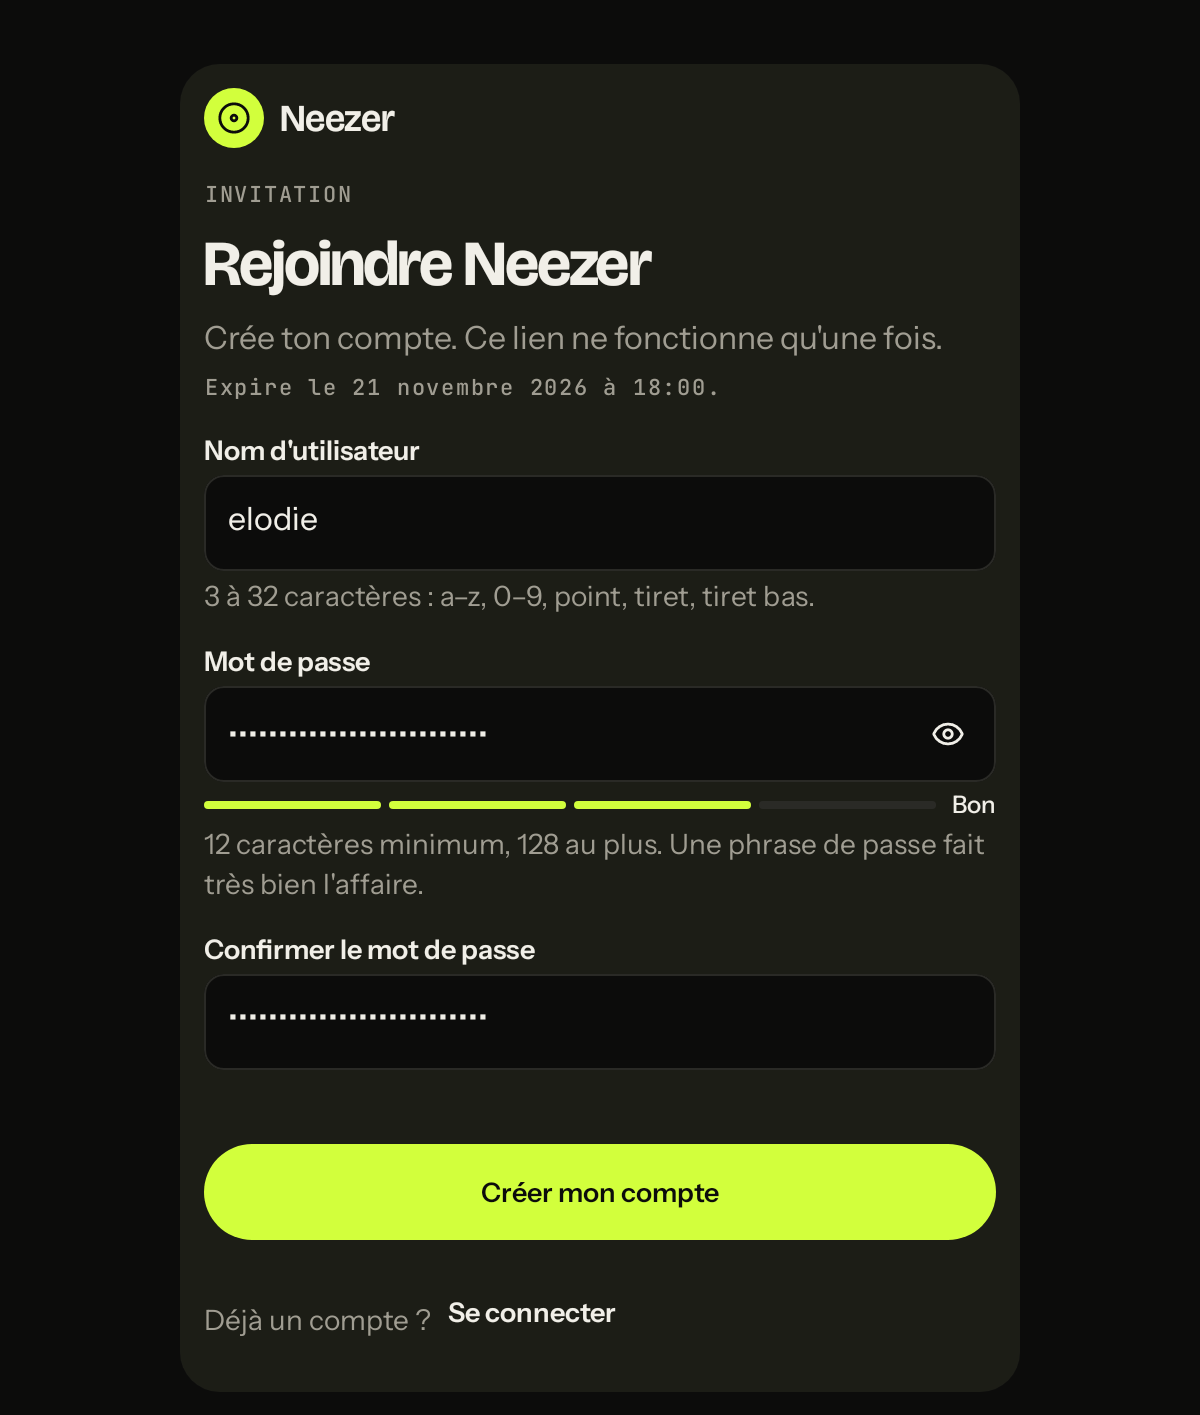 Neezer
INVITATION
Rejoindre Neezer
Crée ton compte. Ce lien ne fonctionne qu'une fois.
Expire le 21 novembre 2026 à 18:00.
Nom d'utilisateur
elodie
3 à 32 caractères : a–z, 0–9, point, tiret, tiret bas.
Mot de passe
••••••••••••••••••••••••••
Bon
12 caractères minimum, 128 au plus. Une phrase de passe fait
très bien l'affaire.
Confirmer le mot de passe
••••••••••••••••••••••••••
Créer mon compte
Déjà un compte ? Se connecter